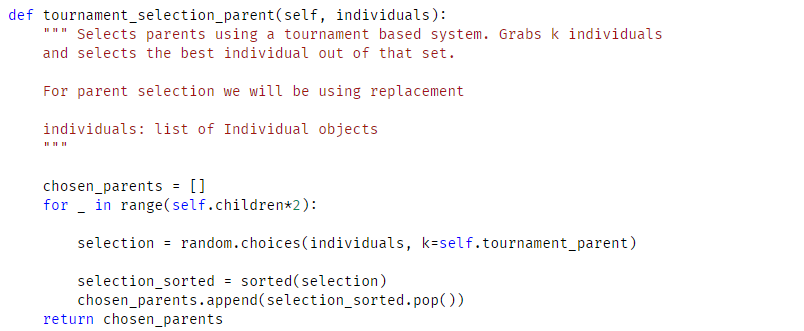 def tournament_selection_parent(self, individuals):
    """ Selects parents using a tournament based system. Grabs k individuals
    and selects the best individual out of that set.

    For parent selection we will be using replacement

    individuals: list of Individual objects
    """

    chosen_parents = []
    for _ in range(self.children*2):

        selection = random.choices(individuals, k=self.tournament_parent)

        selection_sorted = sorted(selection)
        chosen_parents.append(selection_sorted.pop())
    return chosen_parents